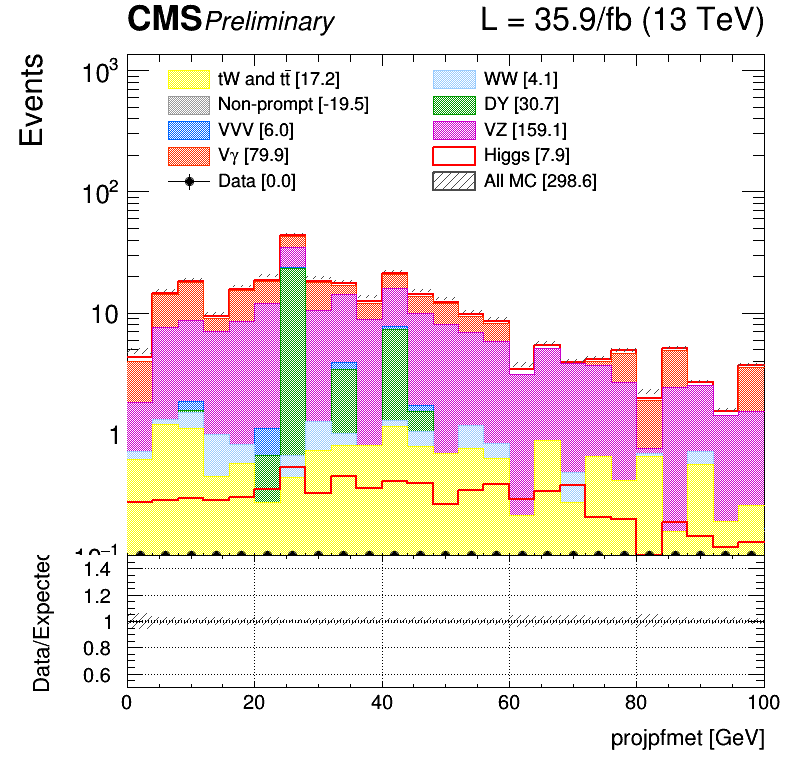 CMS Preliminary L = 35.9/fb (13 TeV)
Events
tW and tt̄ [17.2] WW [4.1]
Non-prompt [-19.5] DY [30.7]
VVV [6.0] VZ [159.1]
Vγ [79.9] Higgs [7.9]
Data [0.0] All MC [298.6]
10³
10²
10
1
10⁻¹
Data/Expected
1.4
1.2
1
0.8
0.6
0 20 40 60 80 100
projpfmet [GeV]